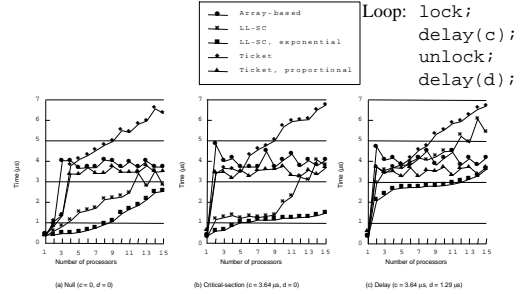 Array-based
LL-SC
LL-SC, exponential
Ticket
Ticket, proportional
Loop: lock;
delay(c);
unlock;
delay(d);
Time (μs)
7
6
5
4
3
2
1
0
1 3 5 7 9 11 13 15
Number of processors
(a) Null (c = 0, d = 0)
Time (μs)
7
6
5
4
3
2
1
0
1 3 5 7 9 11 13 15
Number of processors
(b) Critical-section (c = 3.64 μs, d = 0)
Time (μs)
7
6
5
4
3
2
1
0
1 3 5 7 9 11 13 15
Number of processors
(c) Delay (c = 3.64 μs, d = 1.29 μs)